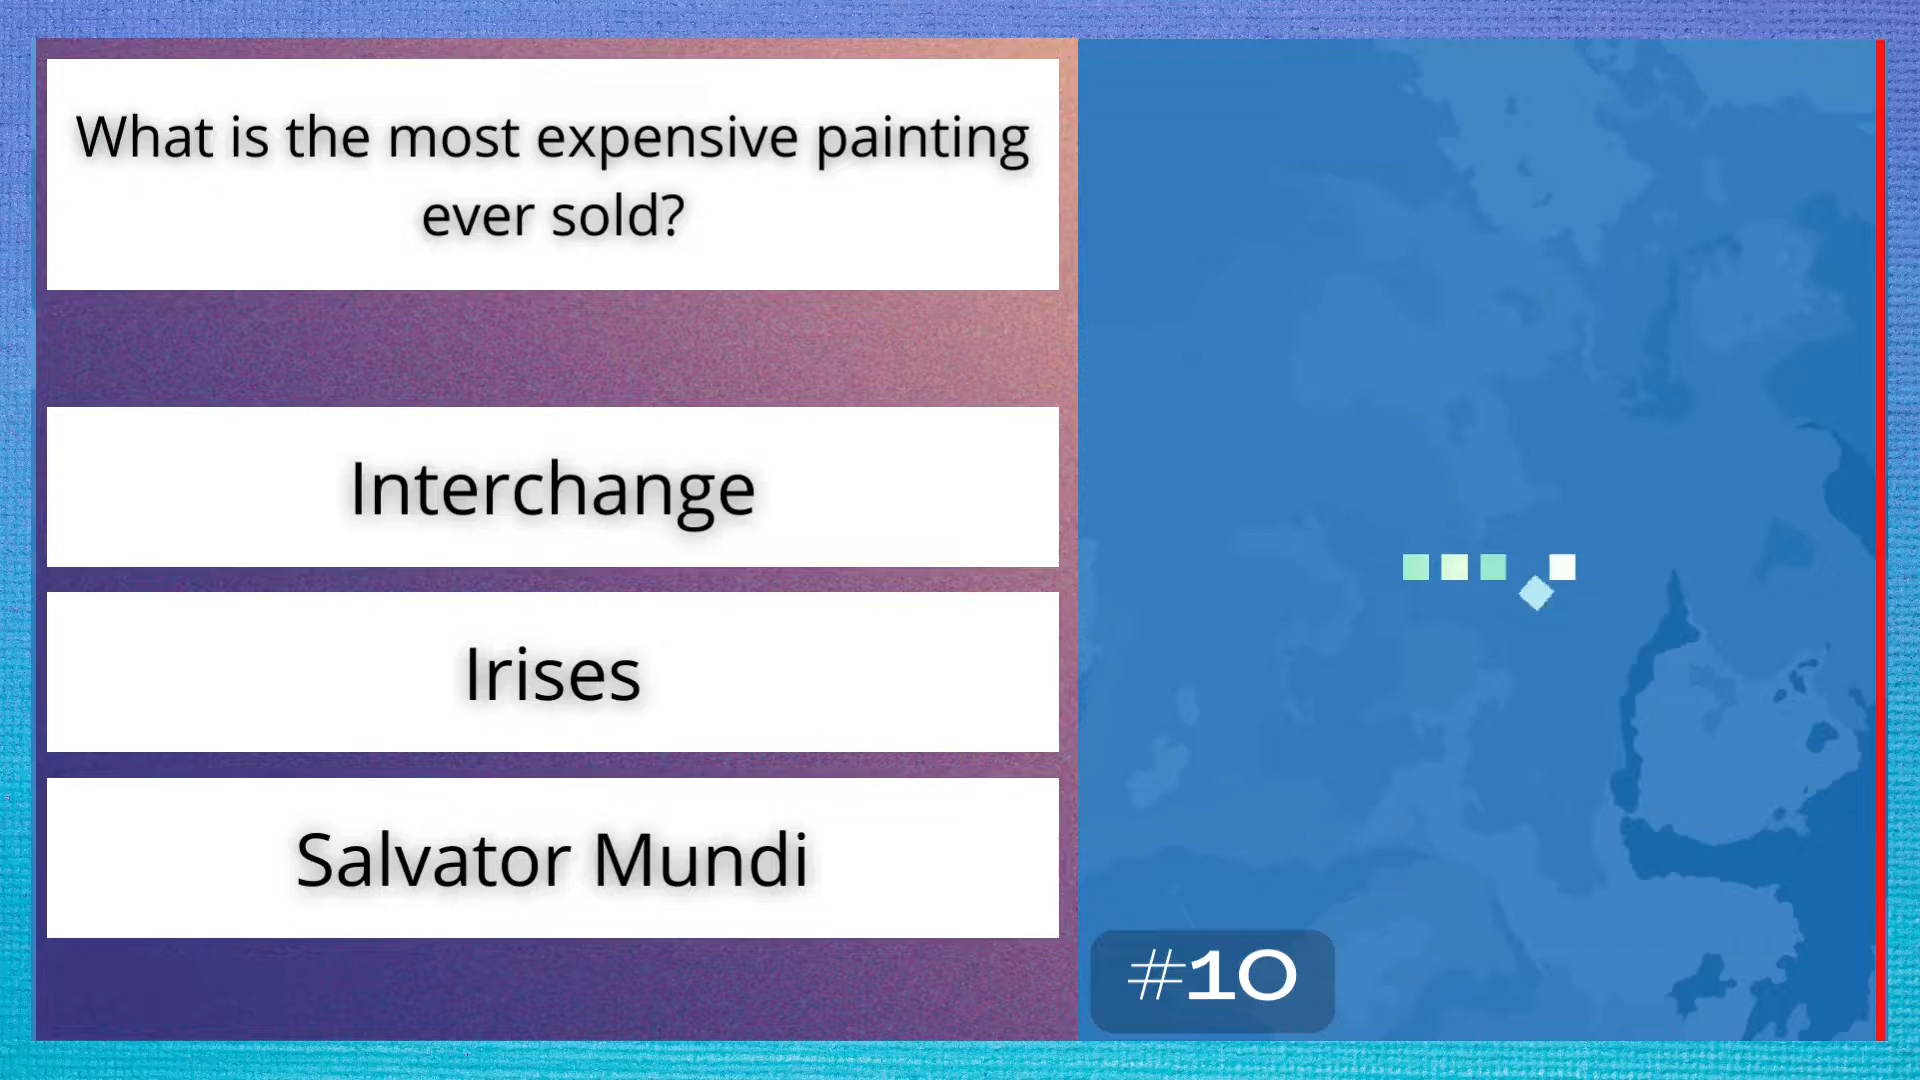 What is the most expensive painting
ever sold?
Interchange
Irises
Salvator Mundi
#10